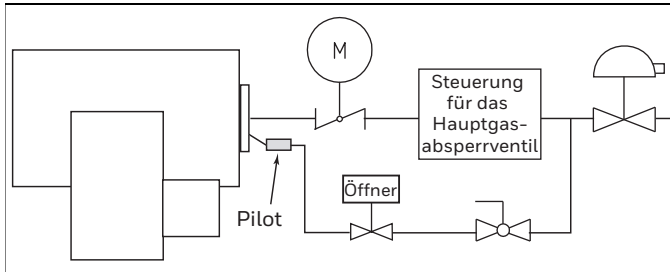 M
Steuerung
für das
Hauptgas-
absperrventil
Öffner
Pilot